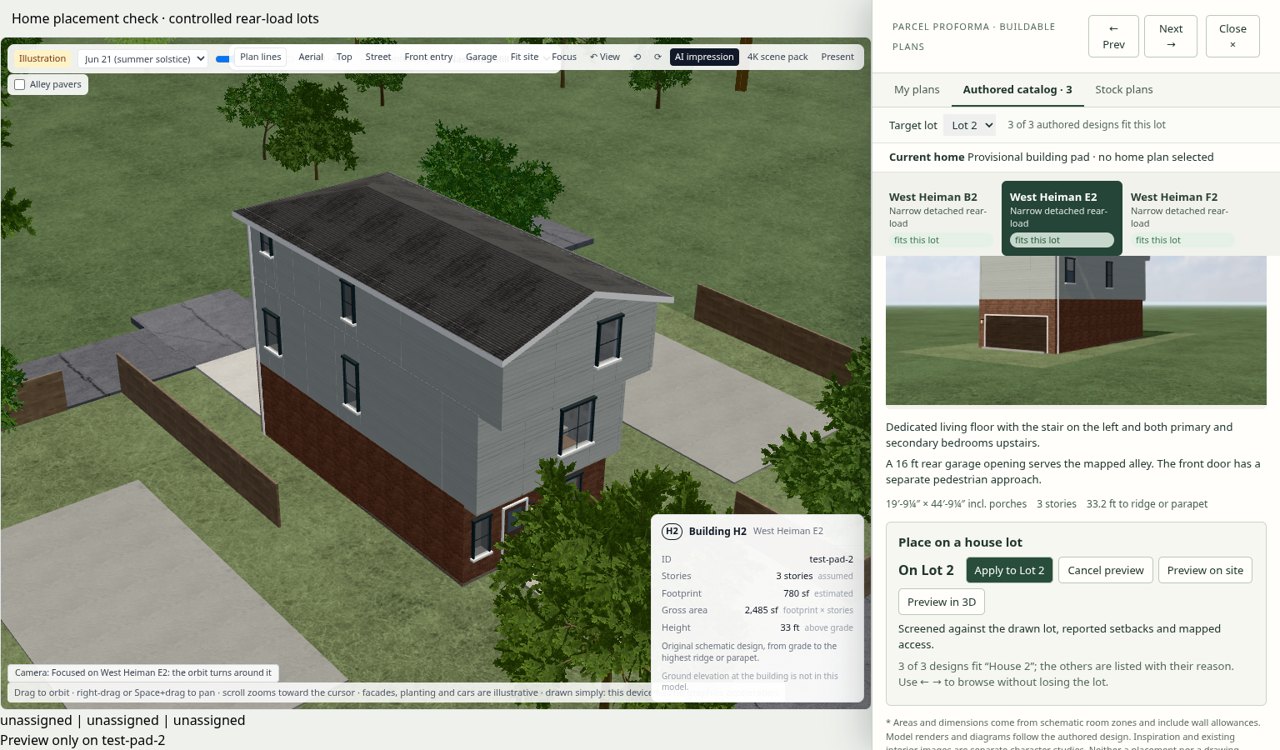 Home placement check · controlled rear-load lots
Illustration
Jun 21 (summer solstice)
Plan lines
Aerial
Top
Street
Front entry
Garage
Fit site
Focus
↶ View
⟲
⟳
AI impression
4K scene pack
Present
Alley pavers
H2 Building H2 West Heiman E2
ID test-pad-2
Stories 3 stories assumed
Footprint 780 sf estimated
Gross area 2,485 sf footprint × stories
Height 33 ft above grade
Original schematic design, from grade to the
highest ridge or parapet.
Ground elevation at the building is not in this
model.
Camera: Focused on West Heiman E2: the orbit turns around it
Drag to orbit · right-drag or Space+drag to pan · scroll zooms toward the cursor · facades, planting and cars are illustrative · drawn simply: this device
unassigned | unassigned | unassigned
Preview only on test-pad-2
PARCEL PROFORMA · BUILDABLE
PLANS
← Prev
Next →
Close ×
My plans
Authored catalog · 3
Stock plans
Target lot Lot 2 3 of 3 authored designs fit this lot
Current home Provisional building pad · no home plan selected
West Heiman B2
Narrow detached rear-
load
fits this lot
West Heiman E2
Narrow detached rear-
load
fits this lot
West Heiman F2
Narrow detached rear-
load
fits this lot
Dedicated living floor with the stair on the left and both primary and
secondary bedrooms upstairs.
A 16 ft rear garage opening serves the mapped alley. The front door has a
separate pedestrian approach.
19′-9¼″ × 44′-9¼″ incl. porches 3 stories 33.2 ft to ridge or parapet
Place on a house lot
On Lot 2
Apply to Lot 2
Cancel preview
Preview on site
Preview in 3D
Screened against the drawn lot, reported setbacks and mapped
access.
3 of 3 designs fit “House 2”; the others are listed with their reason.
Use ← → to browse without losing the lot.
* Areas and dimensions come from schematic room zones and include wall allowances.
Model renders and diagrams follow the authored design. Inspiration and existing
interior images are separate character studies. Neither a placement nor a drawing